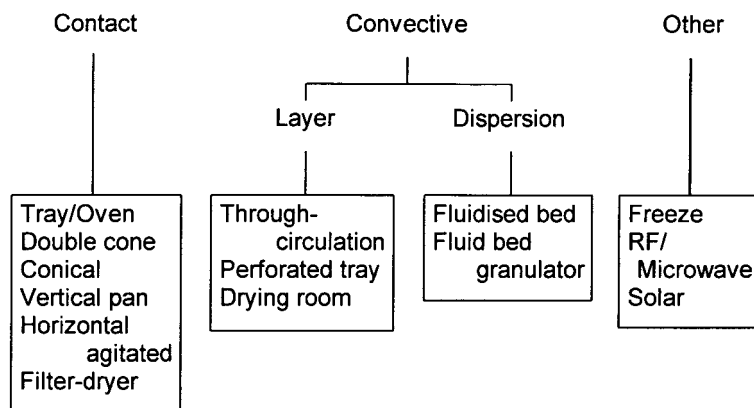 Contact
Convective
Other
Layer
Dispersion
Tray/Oven
Double cone
Conical
Vertical pan
Horizontal
agitated
Filter-dryer
Through-
circulation
Perforated tray
Drying room
Fluidised bed
Fluid bed
granulator
Freeze
RF/
Microwave
Solar